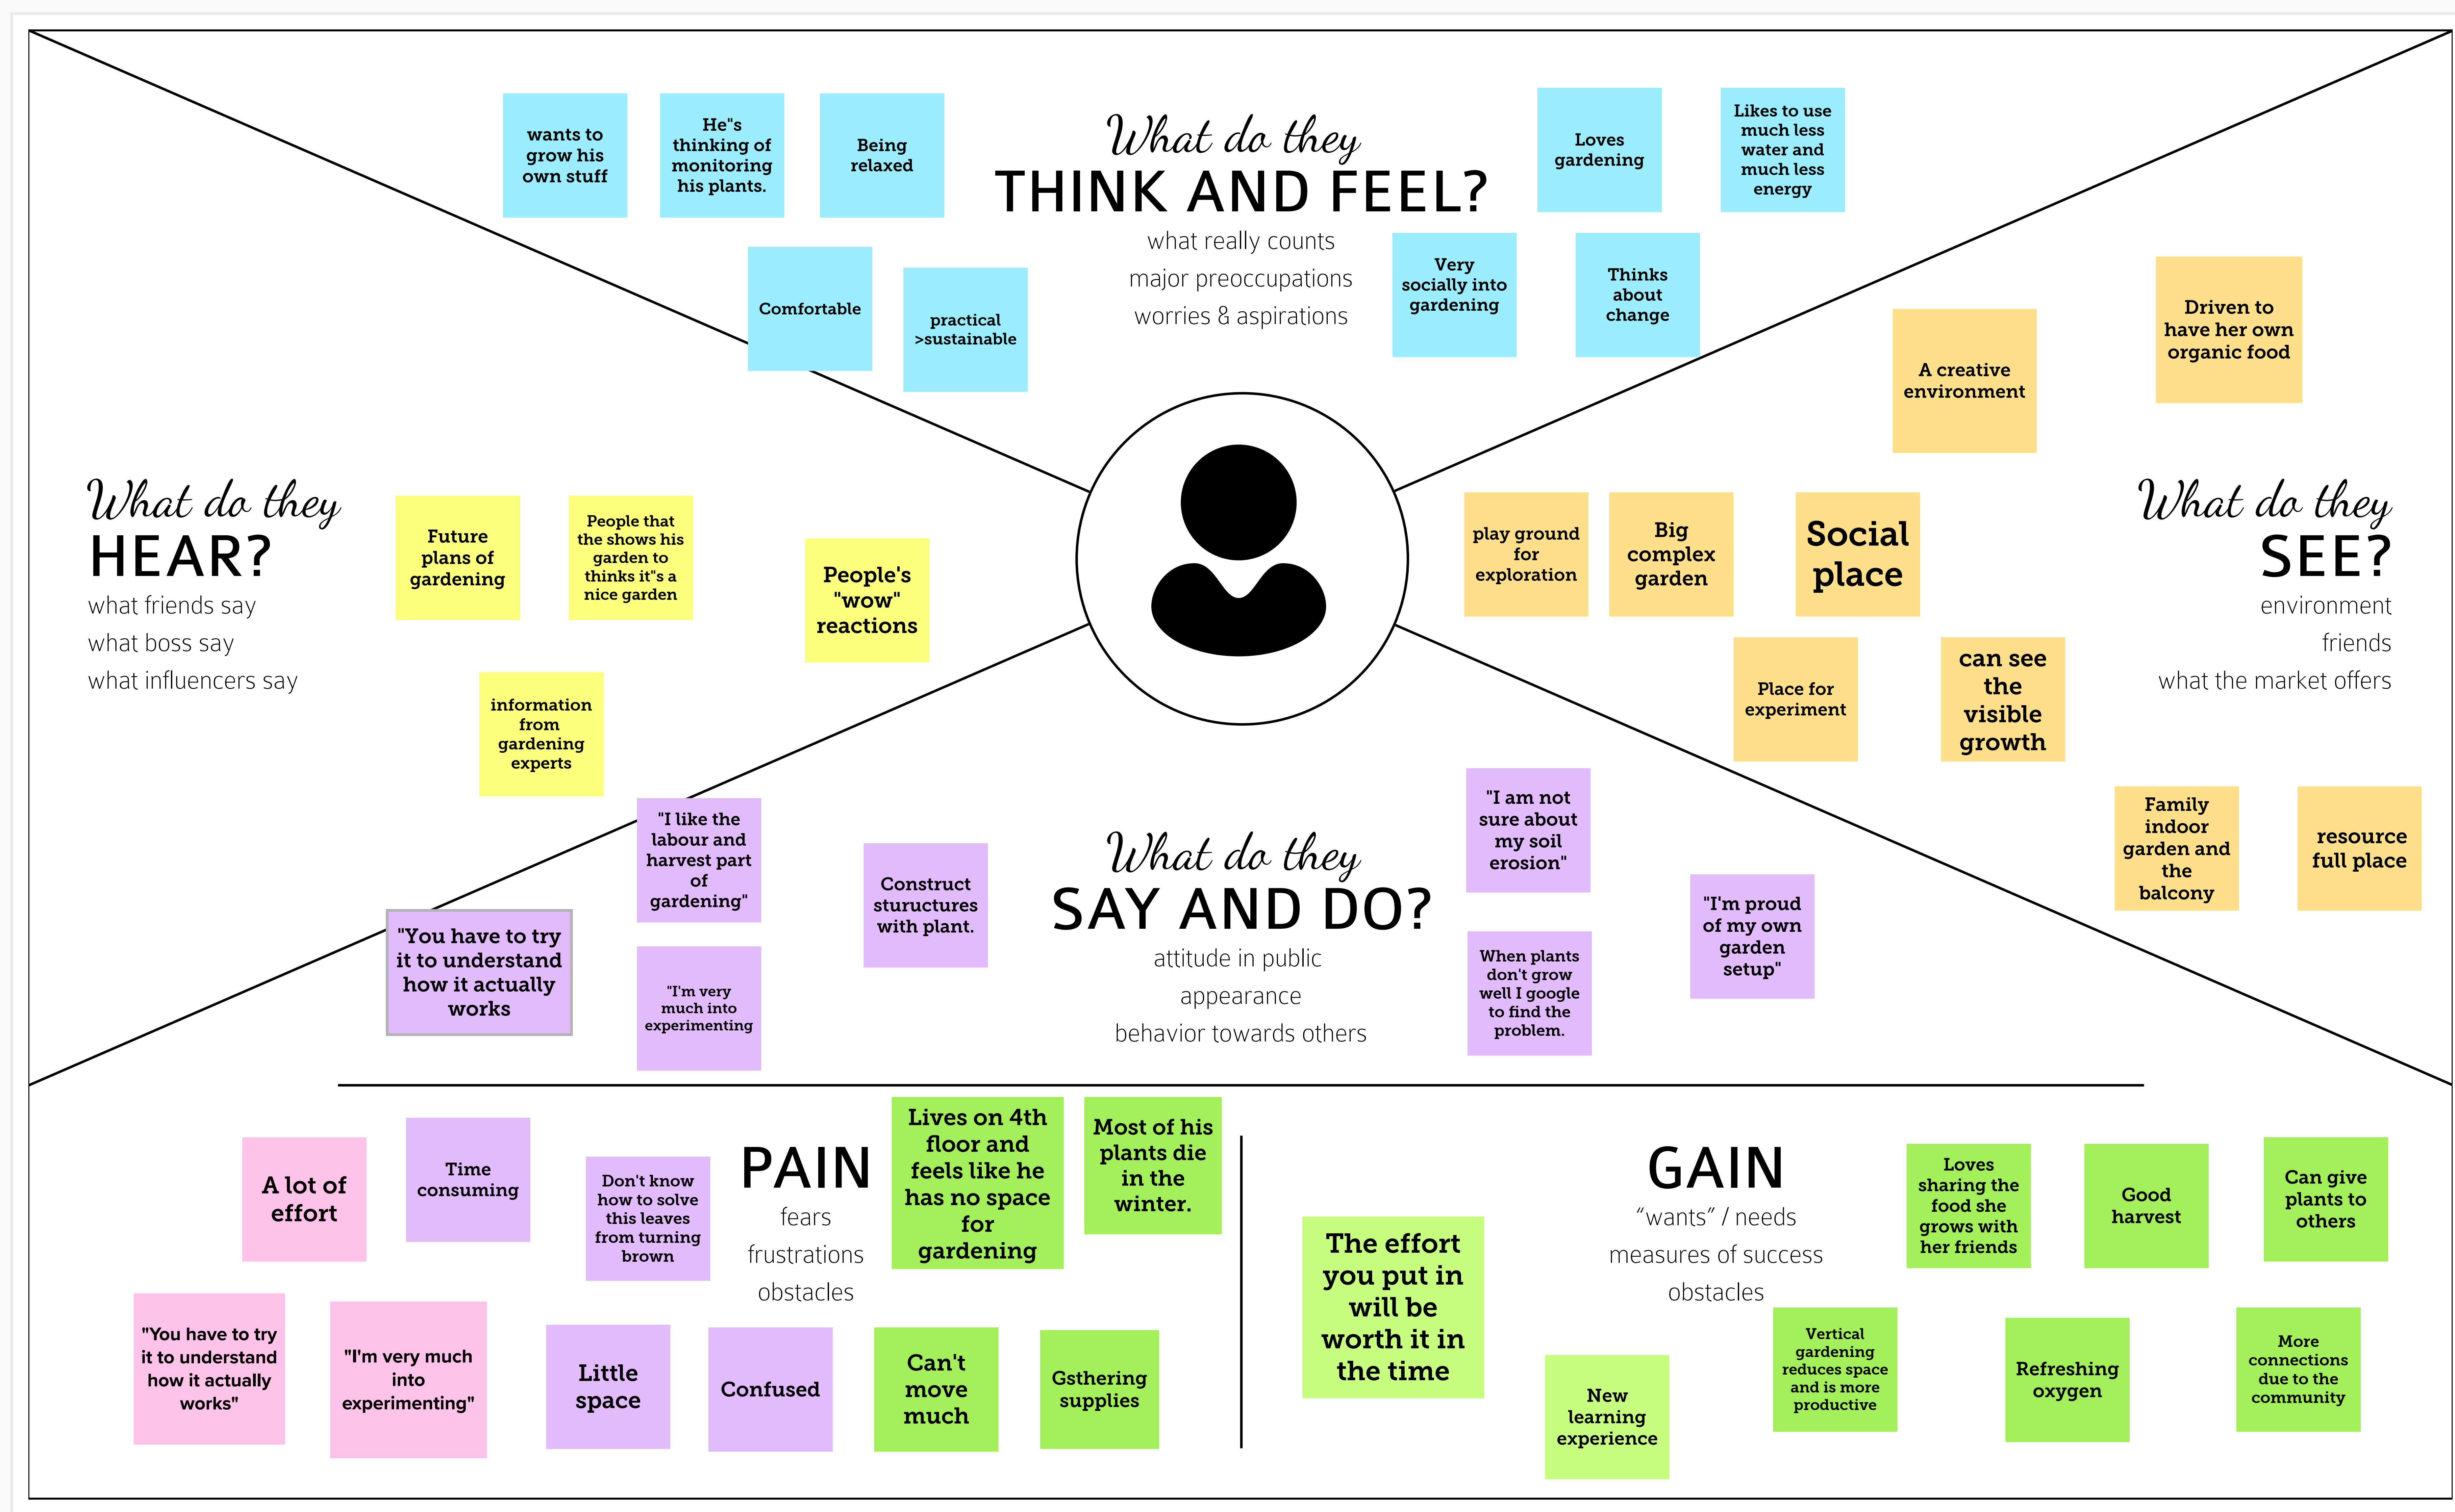 What do they
THINK AND FEEL?
what really counts
major preoccupations
worries & aspirations
wants to
grow his
own stuff
He"s
thinking of
monitoring
his plants.
Being
relaxed
Comfortable
practical
>sustainable
Loves
gardening
Likes to use
much less
water and
much less
energy
Very
socially into
gardening
Thinks
about
change
What do they
HEAR?
what friends say
what boss say
what influencers say
Future
plans of
gardening
People that
the shows his
garden to
thinks it"s a
nice garden
People's
"wow"
reactions
information
from
gardening
experts
What do they
SEE?
environment
friends
what the market offers
A creative
environment
Driven to
have her own
organic food
play ground
for
exploration
Big
complex
garden
Social
place
Place for
experiment
can see
the
visible
growth
Family
indoor
garden and
the
balcony
resource
full place
What do they
SAY AND DO?
attitude in public
appearance
behavior towards others
"I like the
labour and
harvest part
of
gardening"
Construct
sturuct­ures
with plant.
"You have to try
it to understand
how it actually
works
"I'm very
much into
experimenting
"I am not
sure about
my soil
erosion"
"I'm proud
of my own
garden
setup"
When plants
don't grow
well I google
to find the
problem.
PAIN
fears
frustrations
obstacles
A lot of
effort
Time
consuming
Don't know
how to solve
this leaves
from turning
brown
Lives on 4th
floor and
feels like he
has no space
for
gardening
Most of his
plants die
in the
winter.
"You have to try
it to understand
how it actually
works"
"I'm very much
into
experimenting"
Little
space
Confused
Can't
move
much
Gsthering
supplies
GAIN
“wants” / needs
measures of success
obstacles
The effort
you put in
will be
worth it in
the time
New
learning
experience
Loves
sharing the
food she
grows with
her friends
Good
harvest
Can give
plants to
others
Vertical
gardening
reduces space
and is more
productive
Refreshing
oxygen
More
connections
due to the
community